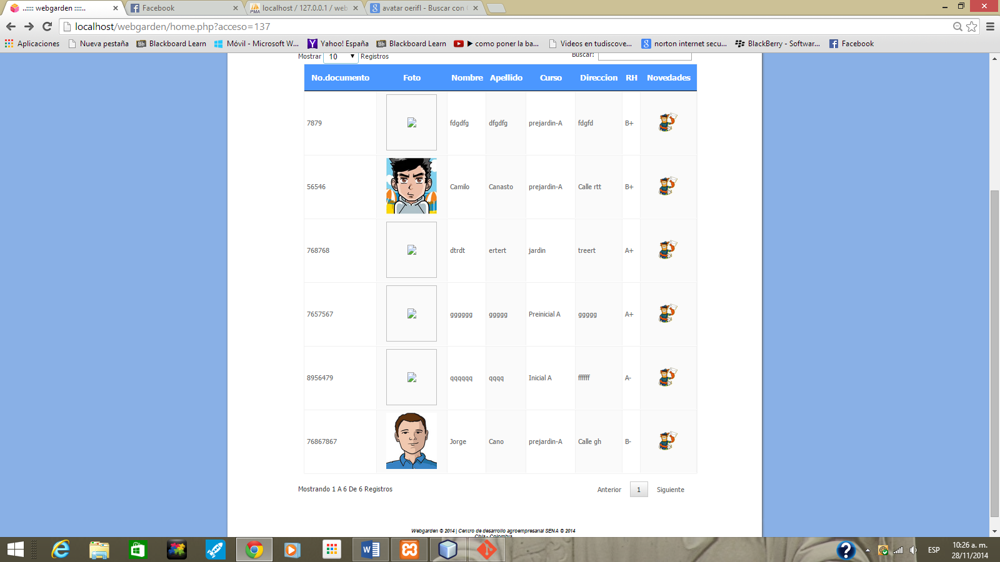 ..:::: webgarden ::::..
Facebook
localhost / 127.0.0.1 / web
avatar oerifl - Buscar con
localhost/webgarden/home.php?acceso=137
Aplicaciones
Nueva pestaña
Blackboard Learn
Móvil - Microsoft W...
Yahoo! España
Blackboard Learn
▶ como poner la ba...
Videos en tudiscove...
norton internet secu...
BlackBerry - Softwar...
Facebook
Mostrar 10 Registros
Buscar:
No.documento Foto Nombre Apellido Curso Direccion RH Novedades
7879 fdgdfg dfgdfg prejardin-A fdgfd B+
56546 Camilo Canasto prejardin-A Calle rtt B+
768768 dtrdt ertert jardin treert A+
7657567 gggggg ggggg Preinicial A ggggg A+
8956479 qqqqqq qqqq Inicial A ffffff A-
76867867 Jorge Cano prejardin-A Calle gh B-
Mostrando 1 A 6 De 6 Registros
Anterior 1 Siguiente
Webgarden © 2014 | Centro de desarrollo agroempresarial SENA © 2014
Chía - Colombia
ESP
10:26 a. m.
28/11/2014